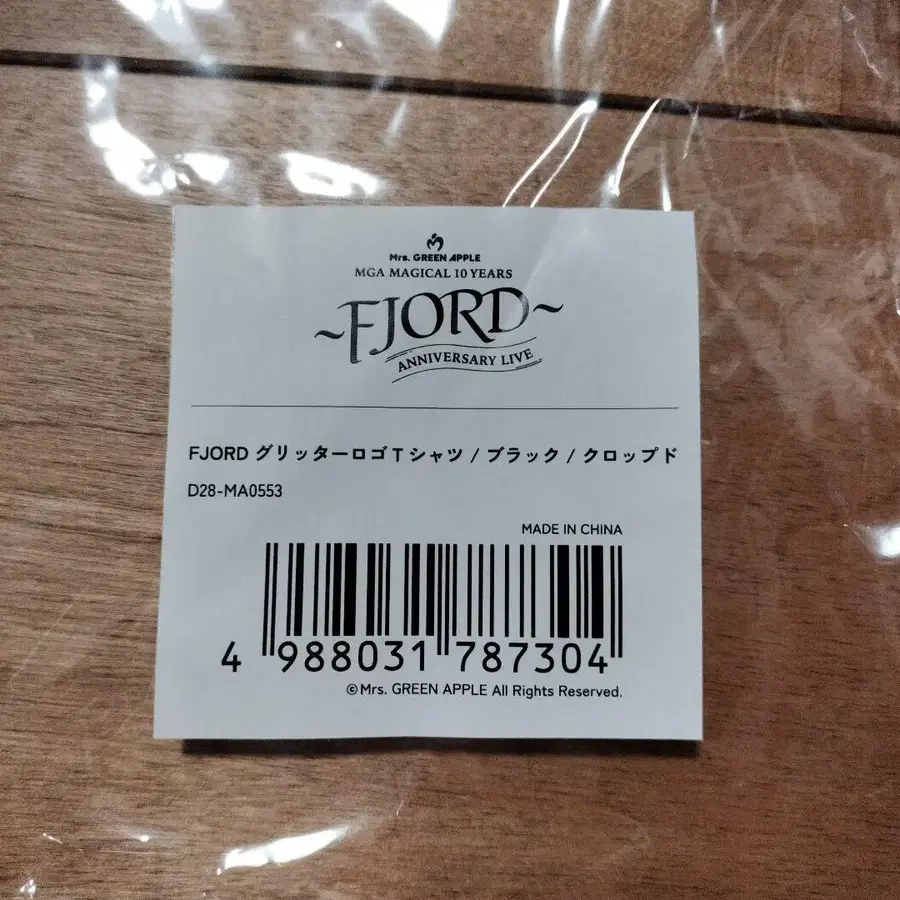 Mrs. GREEN APPLE
MGA MAGICAL 10 YEARS
~FJORD~
ANNIVERSARY LIVE
FJORD グリッターロゴTシャツ / ブラック / クロップド
D28-MA0553
MADE IN CHINA
4 988031 787304
©Mrs. GREEN APPLE All Rights Reserved.